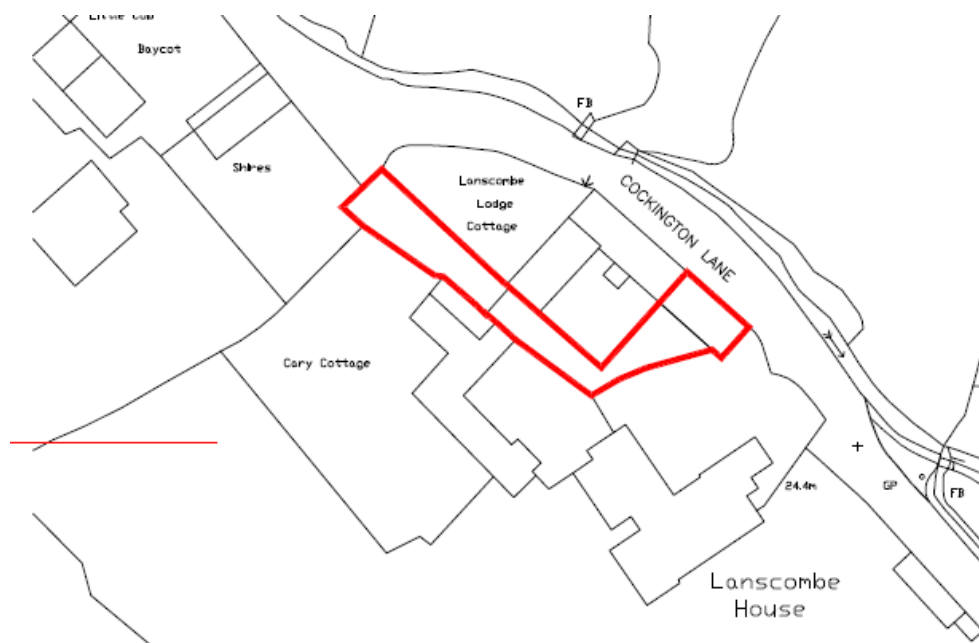 Baycot
FB
Shires
Lanscombe
Lodge
Cottage
COCKINGTON LANE
Cary Cottage
24.4m
GP
FB
Lanscombe
House